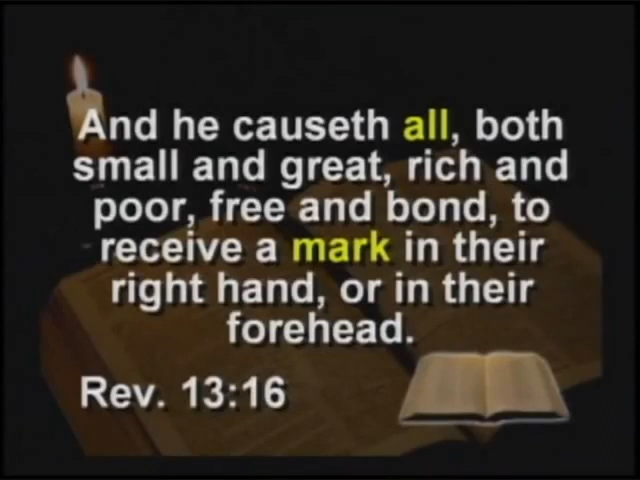 And he causeth all, both
small and great, rich and
poor, free and bond, to
receive a mark in their
right hand, or in their
forehead.
Rev. 13:16